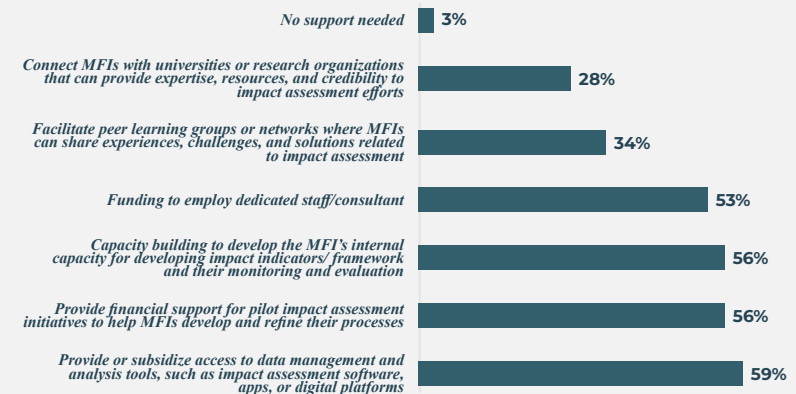 No support needed
3%
Connect MFIs with universities or research organizations
that can provide expertise, resources, and credibility to
impact assessment efforts
28%
Facilitate peer learning groups or networks where MFIs
can share experiences, challenges, and solutions related
to impact assessment
34%
Funding to employ dedicated staff/consultant
53%
Capacity building to develop the MFI's internal
capacity for developing impact indicators/ framework
and their monitoring and evaluation
56%
Provide financial support for pilot impact assessment
initiatives to help MFIs develop and refine their processes
56%
Provide or subsidize access to data management and
analysis tools, such as impact assessment software,
apps, or digital platforms
59%